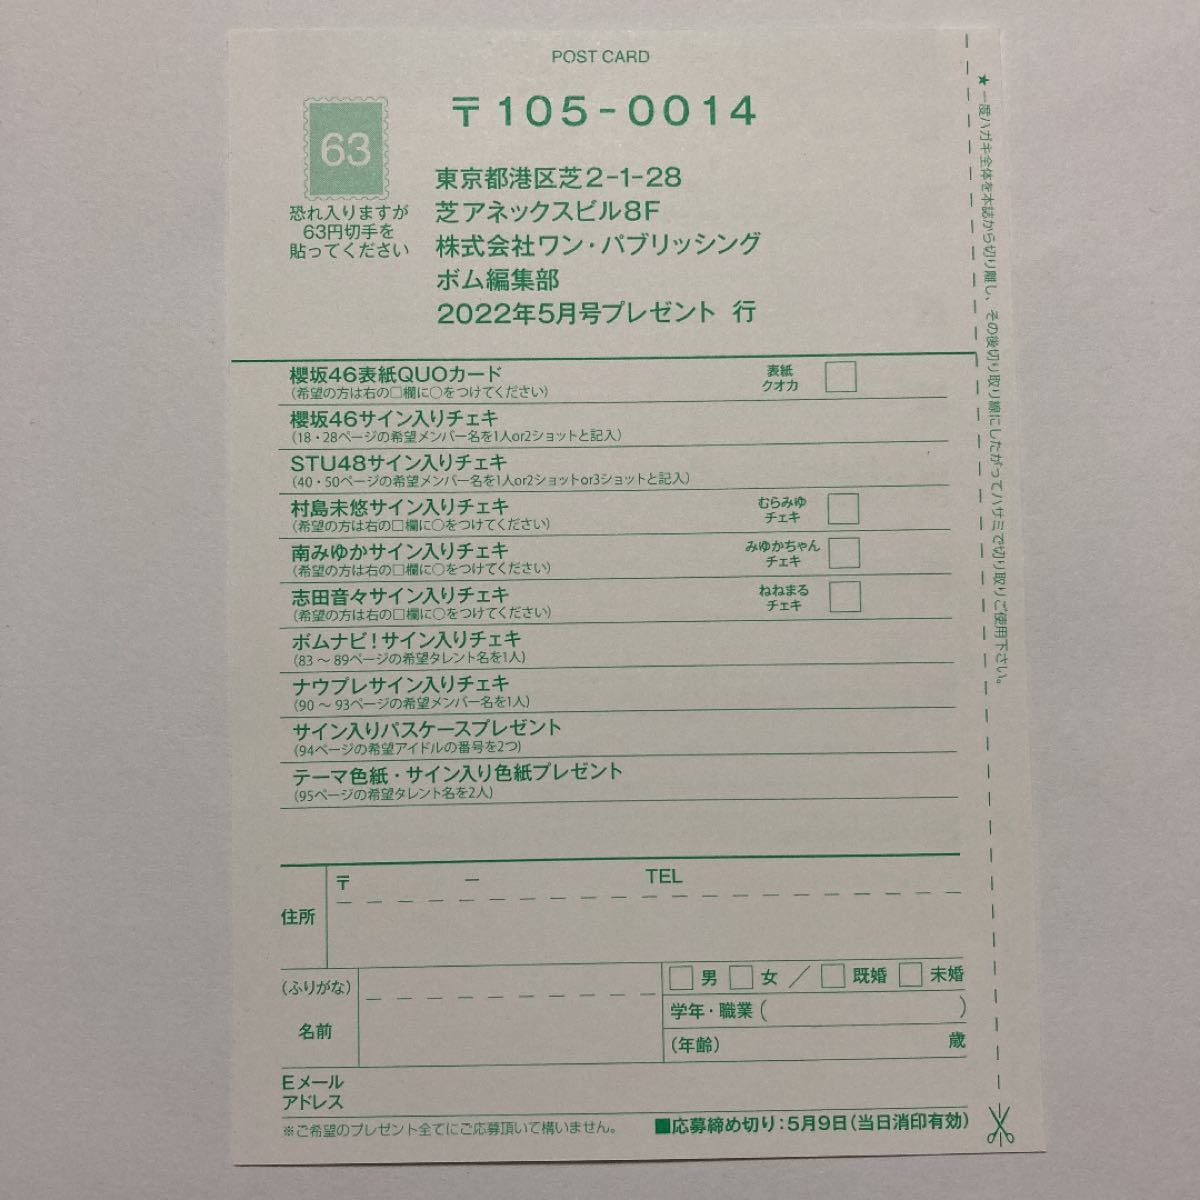 POST CARD
〒105-0014
63
恐れ入りますが
63円切手を
貼ってください
東京都港区芝2-1-28
芝アネックスビル8F
株式会社ワン・パブリッシング
ボム編集部
2022年5月号プレゼント 行
★一度ハガキ全体を本誌から切り離し、その後切り取り線にしたがってハサミで切り取りご使用下さい。
櫻坂46表紙QUOカード
(希望の方は右の□欄に○をつけてください)
表紙
クオカ
櫻坂46サイン入りチェキ
(18・28ページの希望メンバー名を1人or2ショットと記入)
STU48サイン入りチェキ
(40・50ページの希望メンバー名を1人or2ショットor3ショットと記入)
村島未悠サイン入りチェキ
(希望の方は右の□欄に○をつけてください)
むらみゆ
チェキ
南みゆかサイン入りチェキ
(希望の方は右の□欄に○をつけてください)
みゆかちゃん
チェキ
志田音々サイン入りチェキ
(希望の方は右の□欄に○をつけてください)
ねねまる
チェキ
ボムナビ!サイン入りチェキ
(83～89ページの希望タレント名を1人)
ナウプレサイン入りチェキ
(90～93ページの希望メンバー名を1人)
サイン入りパスケースプレゼント
(94ページの希望アイドルの番号を2つ)
テーマ色紙・サイン入り色紙プレゼント
(95ページの希望タレント名を2人)
住所
〒 － TEL
(ふりがな)
名前
□男 □女 ／ □既婚 □未婚
学年・職業( )
(年齢) 歳
Eメール
アドレス
※ご希望のプレゼント全てにご応募頂いて構いません。
■応募締め切り：5月9日(当日消印有効)